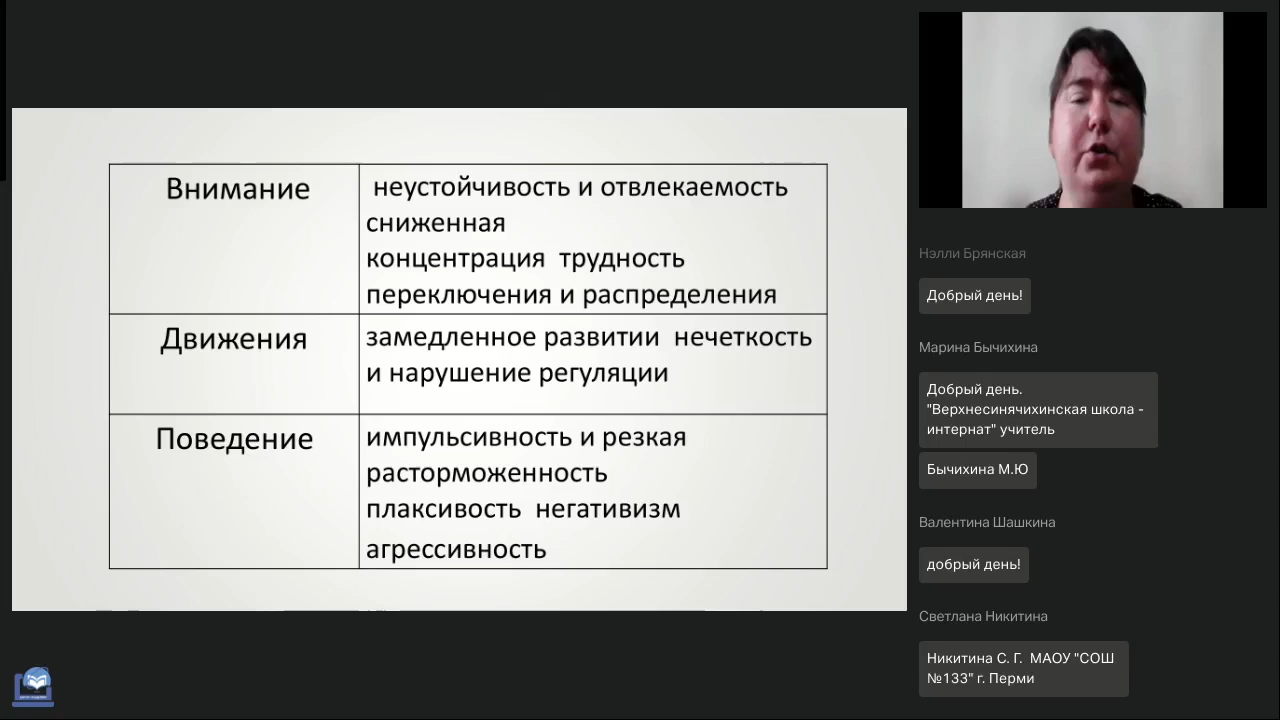 Внимание
неустойчивость и отвлекаемость
сниженная
концентрация трудность
переключения и распределения
Движения
замедленное развитии нечеткость
и нарушение регуляции
Поведение
импульсивность и резкая
расторможенность
плаксивость негативизм
агрессивность
Нэлли Брянская
Добрый день!
Марина Бычихина
Добрый день.
"Верхнесинячихинская школа -
интернат" учитель
Бычихина М.Ю
Валентина Шашкина
добрый день!
Светлана Никитина
Никитина С. Г. МАОУ "СОШ
№133" г. Перми